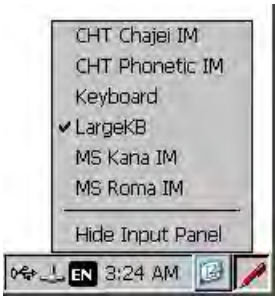 CHT Chajei IM
CHT Phonetic IM
Keyboard
LargeKB
MS Kana IM
MS Roma IM
Hide Input Panel
EN 3:24 AM